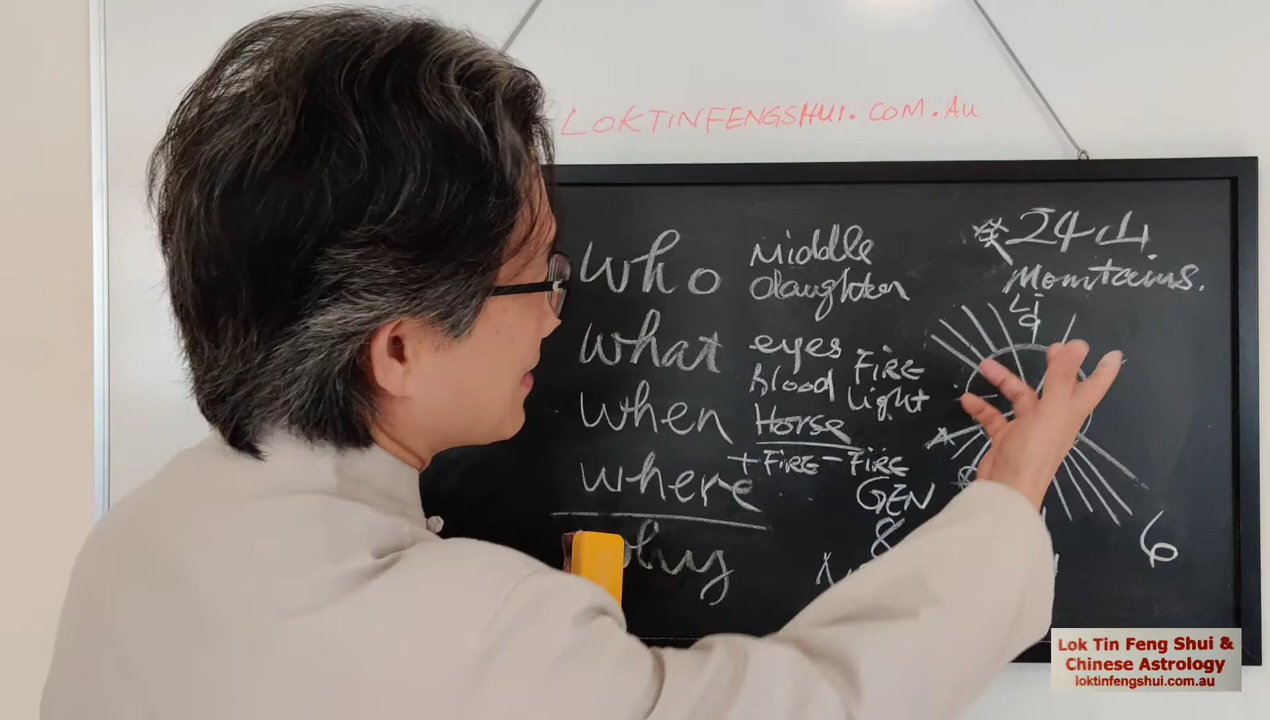 LOKTINFENGSHUI.COM.AU
24山
Mountains.
who
Middle
daughter
what
eyes
blood
FIRE
light
Li
when
Horse
where
+FIRE-FIRE
GEN
8
6
why
Lok Tin Feng Shui &
Chinese Astrology
loktinfengshui.com.au